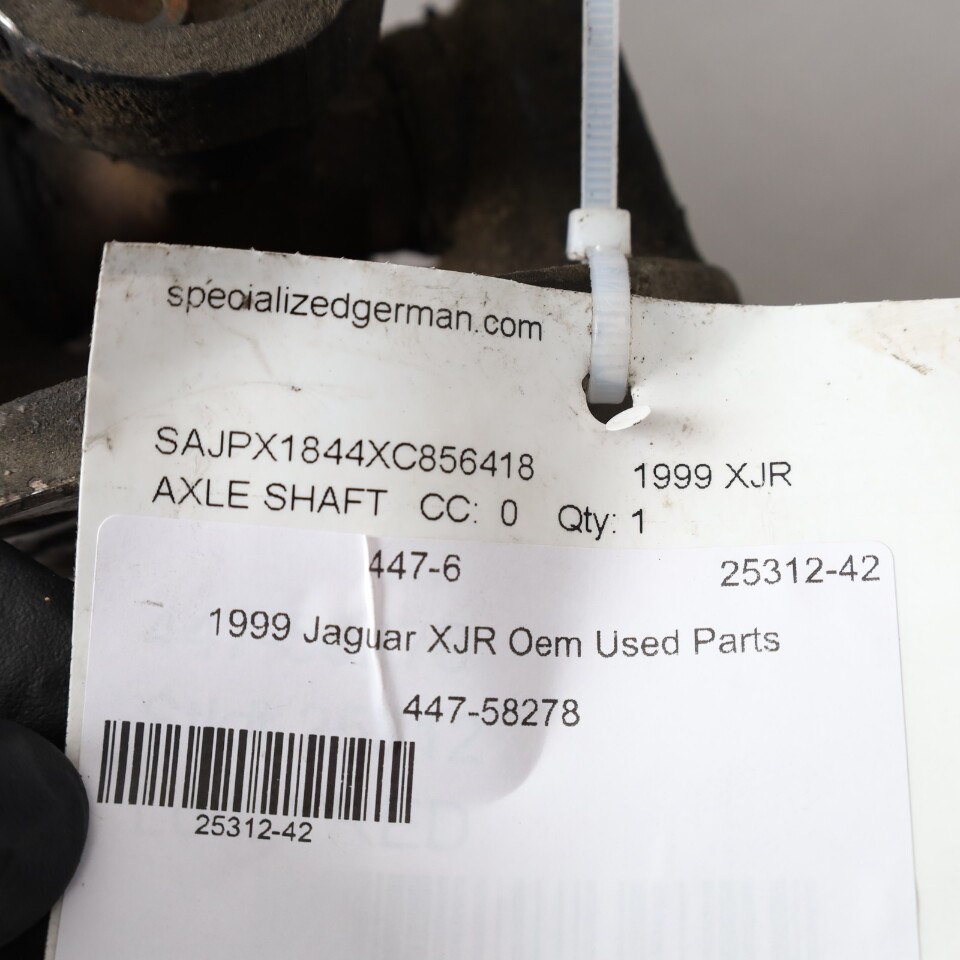 specializedgerman.com
SAJPX1844XC856418 1999 XJR
AXLE SHAFT CC: 0 Qty: 1
447-6 25312-42
1999 Jaguar XJR Oem Used Parts
447-58278
25312-42